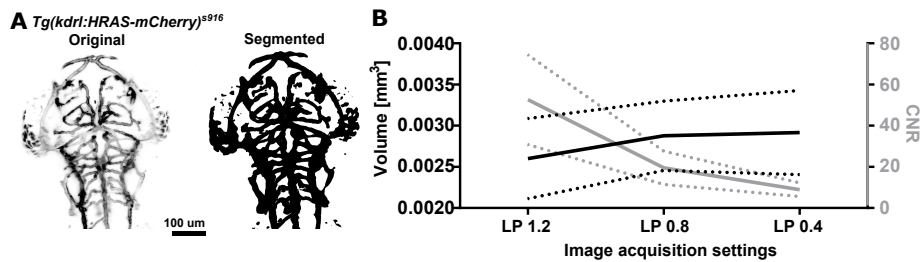 A Tg(kdrl:HRAS-mCherry)s916
Original Segmented
100 um
B
Volume [mm3]
0.0040
0.0035
0.0030
0.0025
0.0020
80
60
40
20
0
CNR
LP 1.2 LP 0.8 LP 0.4
Image acquisition settings